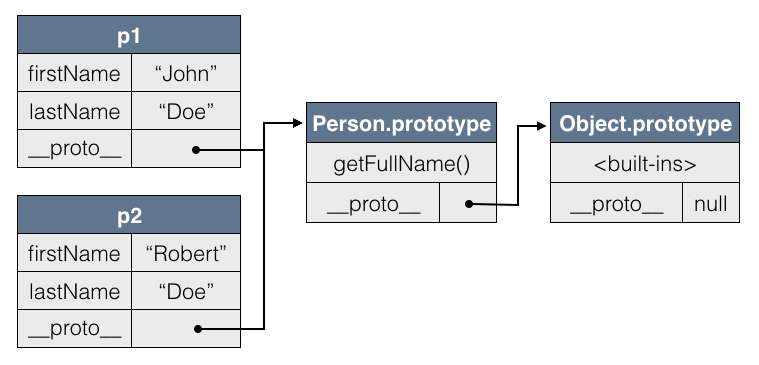 p1
firstName “John”
lastName “Doe”
__proto__
p2
firstName “Robert”
lastName “Doe”
__proto__
Person.prototype
getFullName()
__proto__
Object.prototype
<built-ins>
__proto__ null